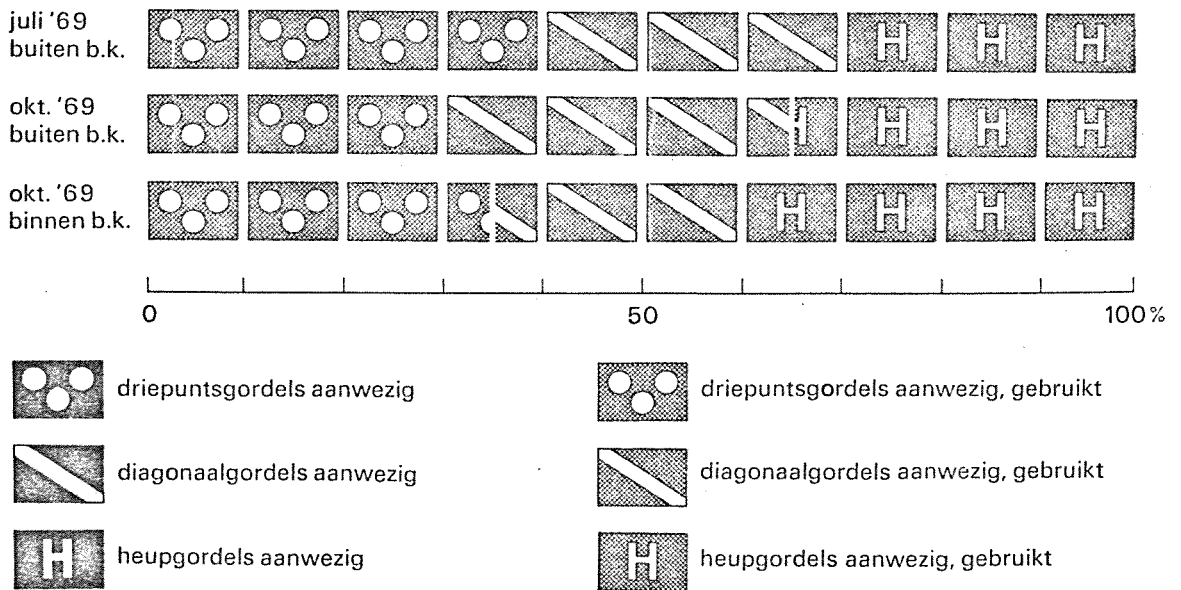 juli '69
buiten b.k.
okt. '69
buiten b.k.
okt. '69
binnen b.k.
0 50 100%
driepuntsgordels aanwezig
driepuntsgordels aanwezig, gebruikt
diagonaalgordels aanwezig
diagonaalgordels aanwezig, gebruikt
H heupgordels aanwezig
H heupgordels aanwezig, gebruikt